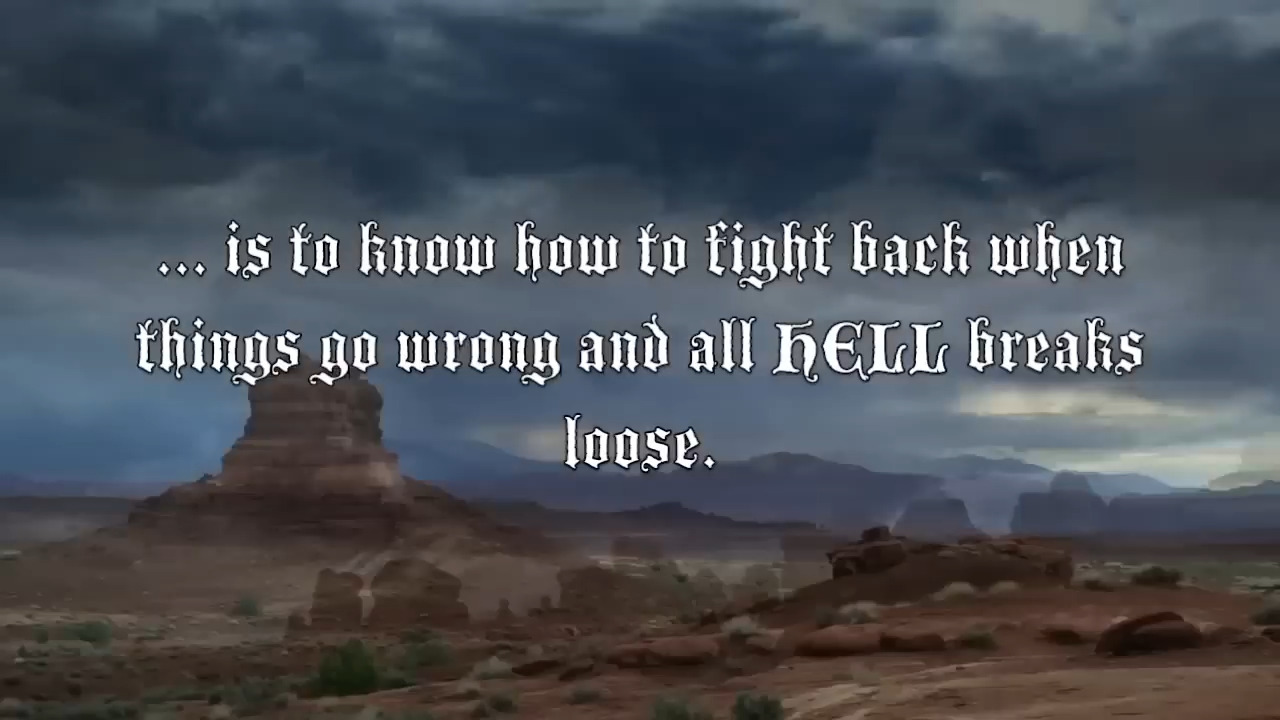 ... is to know how to fight back when
things go wrong and all HELL breaks
loose.